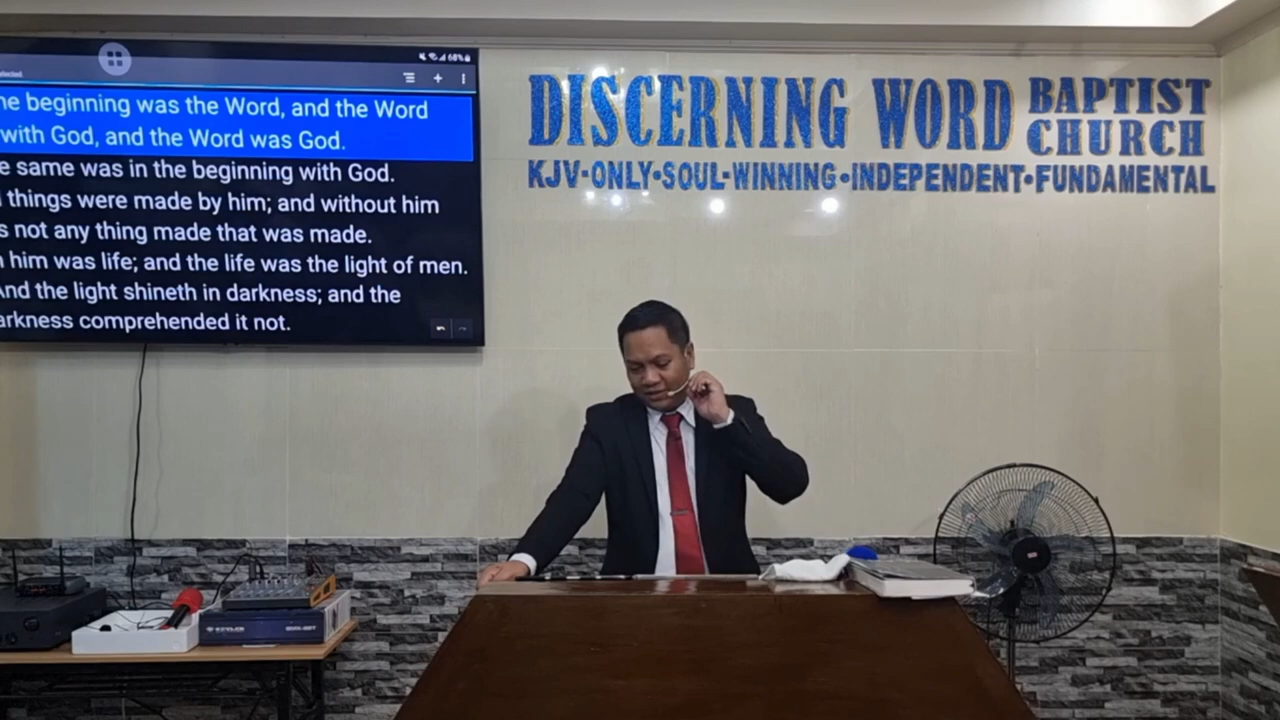 68%
he beginning was the Word, and the Word
with God, and the Word was God.
e same was in the beginning with God.
things were made by him; and without him
s not any thing made that was made.
him was life; and the life was the light of men.
And the light shineth in darkness; and the
arkness comprehended it not.
DISCERNING WORD BAPTIST
CHURCH
KJV-ONLY•SOUL-WINNING•INDEPENDENT•FUNDAMENTAL